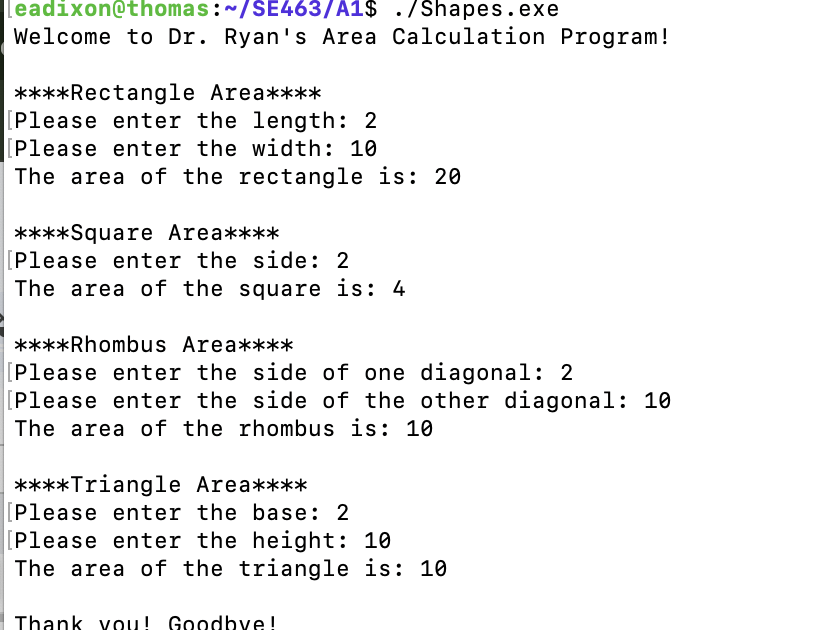 [eadixon@thomas:~/SE463/A1$ ./Shapes.exe
Welcome to Dr. Ryan's Area Calculation Program!
****Rectangle Area****
[Please enter the length: 2
[Please enter the width: 10
The area of the rectangle is: 20
****Square Area****
[Please enter the side: 2
The area of the square is: 4
****Rhombus Area****
[Please enter the side of one diagonal: 2
[Please enter the side of the other diagonal: 10
The area of the rhombus is: 10
****Triangle Area****
[Please enter the base: 2
[Please enter the height: 10
The area of the triangle is: 10
Thank you! Goodbye!